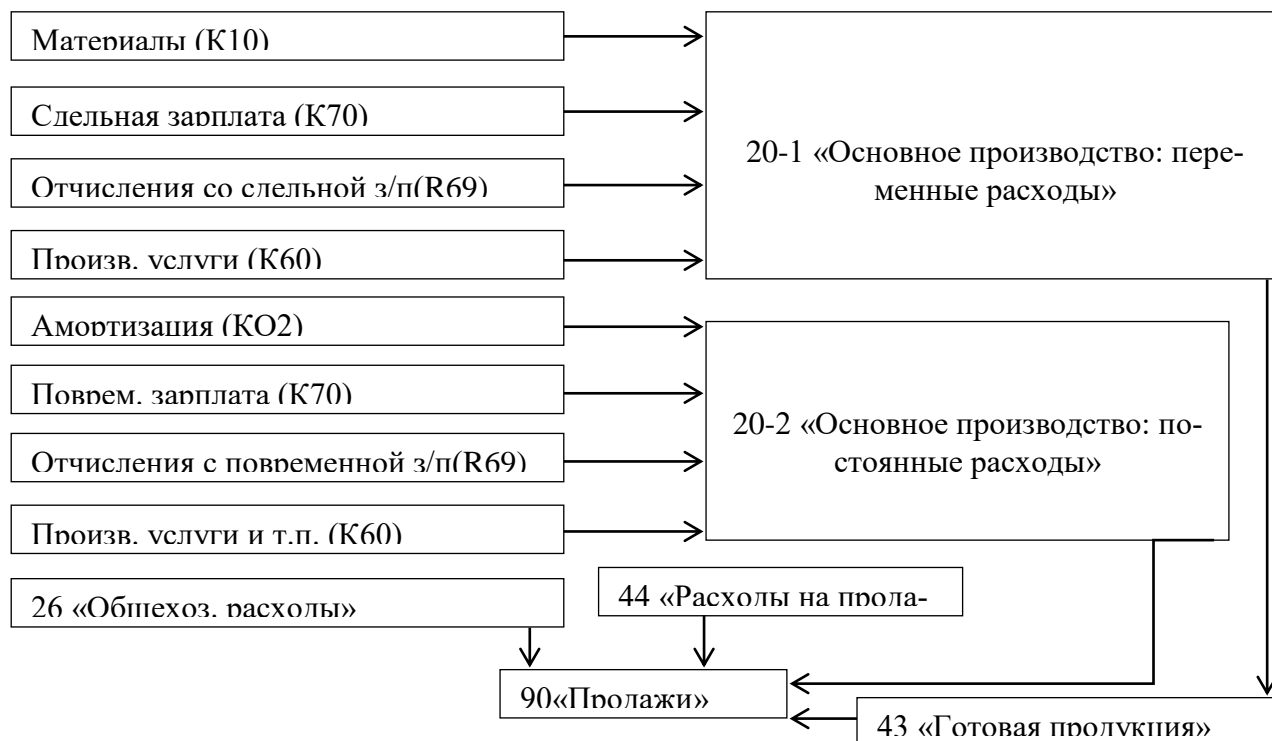 Материалы (К10)
Сдельная зарплата (К70)
Отчисления со сдельной з/п(R69)
Произв. услуги (К60)
20-1 «Основное производство: пере-
менные расходы»
Амортизация (КО2)
Поврем. зарплата (К70)
Отчисления с повременной з/п(R69)
Произв. услуги и т.п. (К60)
20-2 «Основное производство: по-
стоянные расходы»
26 «Общехоз. расходы»
44 «Расходы на прода-
90«Продажи»
43 «Готовая продукция»